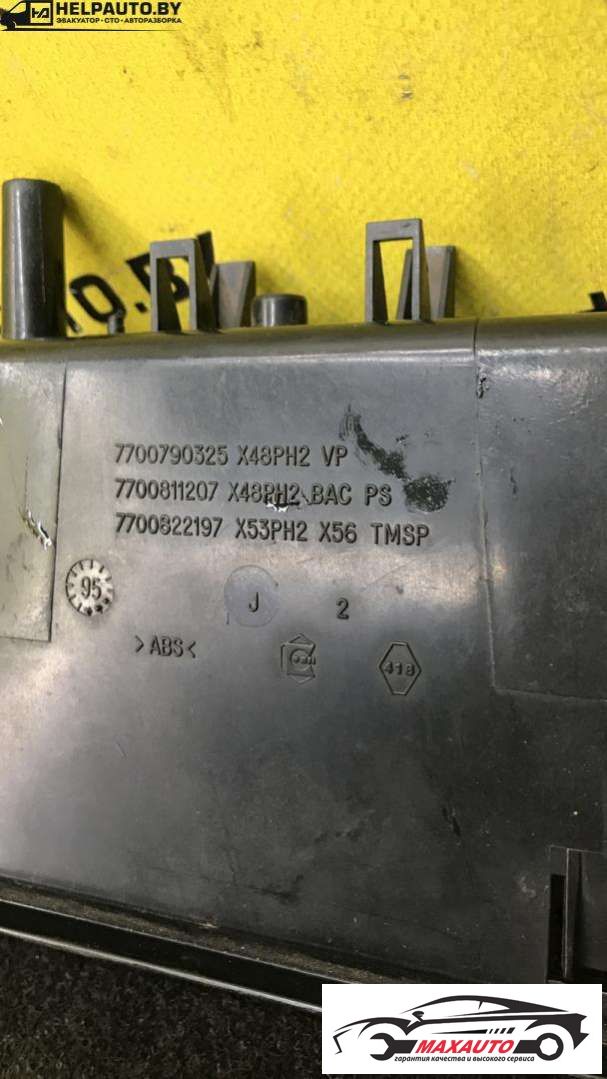 HELPAUTO.BY
ЭВАКУАТОР · СТО · АВТОРАЗБОРКА
7700790325 X48PH2 VP
7700811207 X48PH2 BAC PS
7700822197 X53PH2 X56 TMSP
95
J 2
>ABS<
418
MAXAUTO
гарантия качества и высокого сервиса